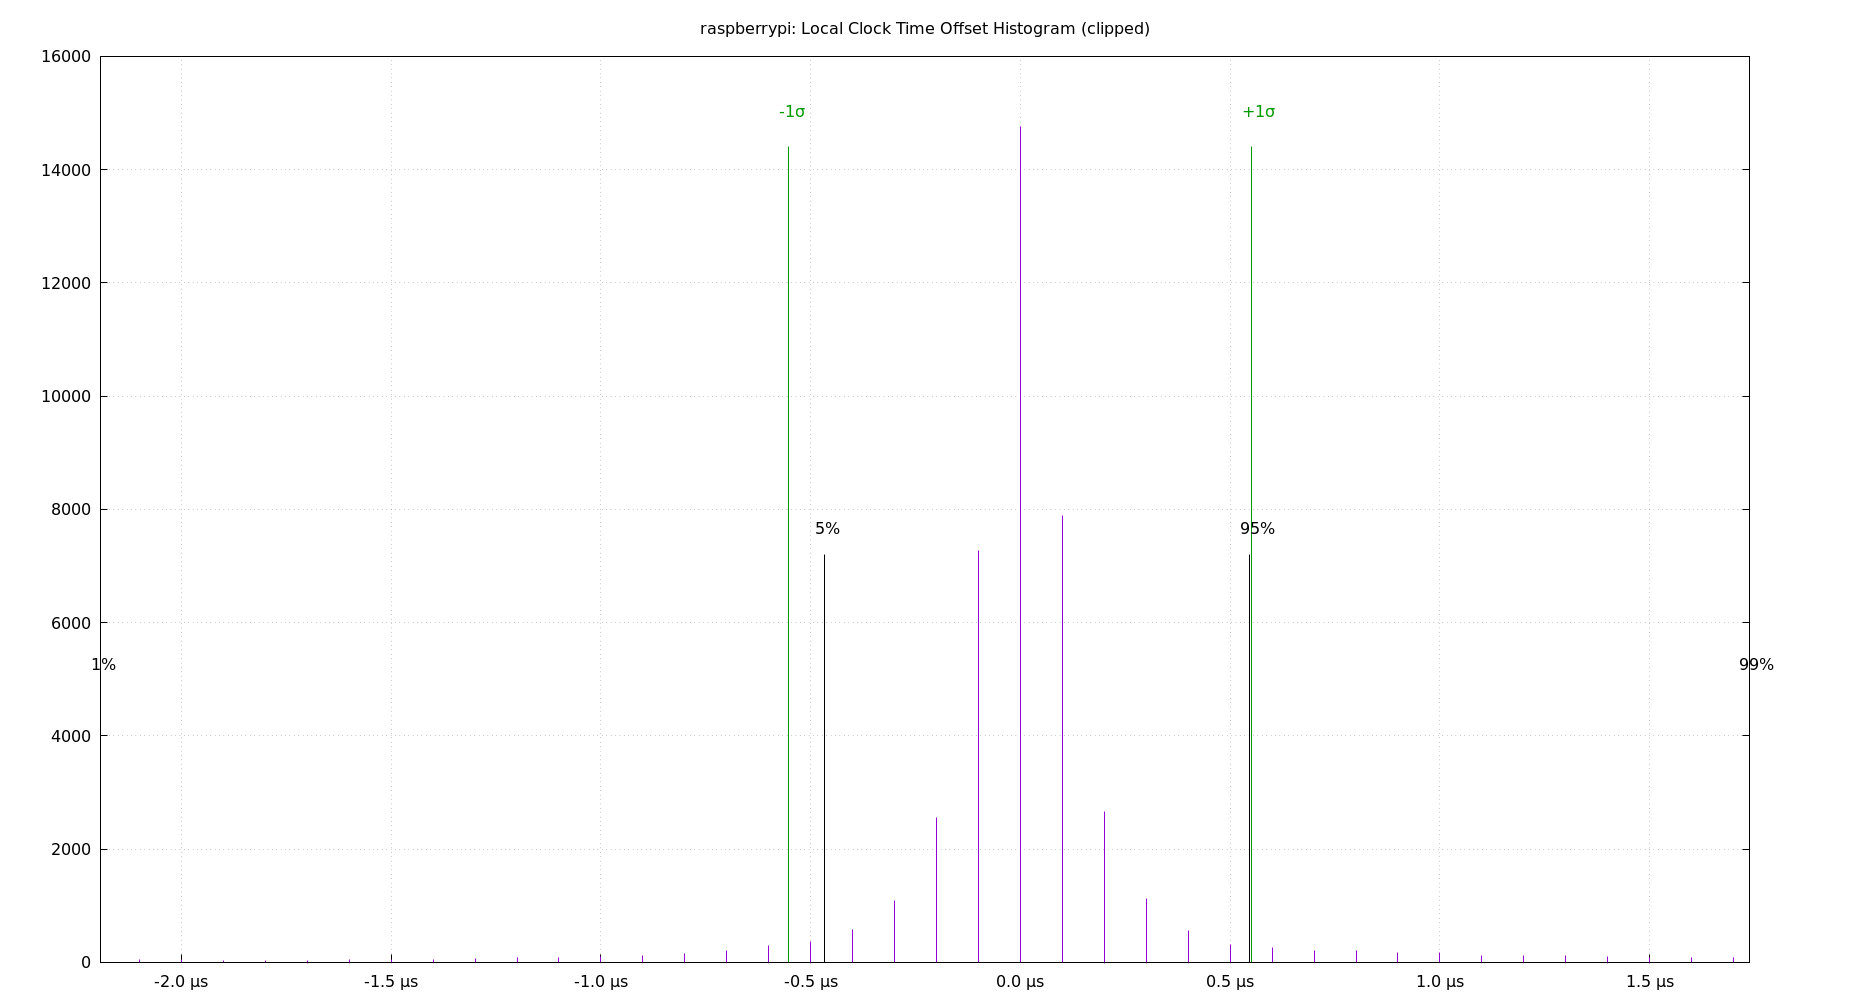 raspberrypi: Local Clock Time Offset Histogram (clipped)
16000
-1σ
+1σ
14000
12000
10000
8000
5%
95%
6000
1%
99%
4000
2000
0
-2.0 µs
-1.5 µs
-1.0 µs
-0.5 µs
0.0 µs
0.5 µs
1.0 µs
1.5 µs